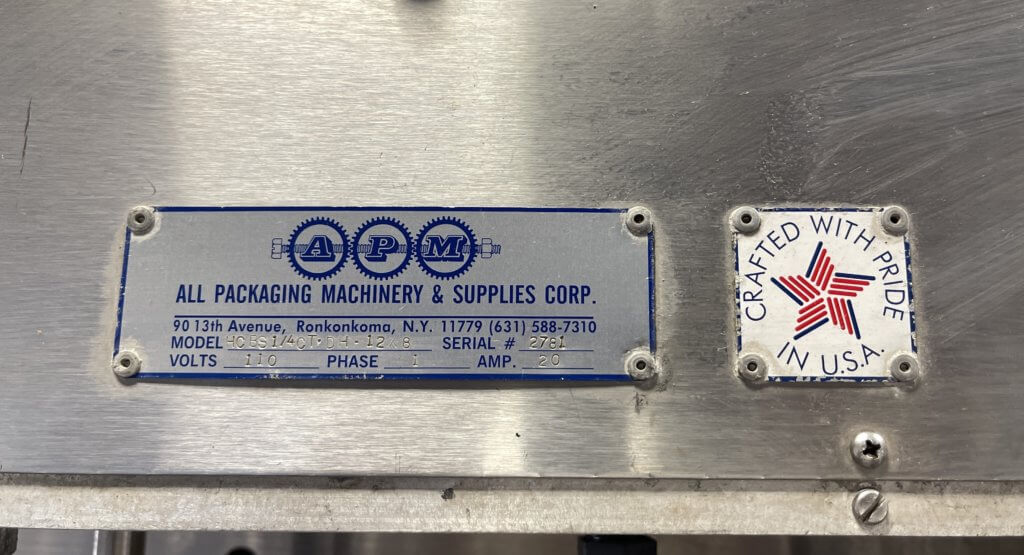 APM
ALL PACKAGING MACHINERY & SUPPLIES CORP.
90 13th Avenue, Ronkonkoma, N.Y. 11779 (631) 588-7310
MODEL SERIAL # 2781
VOLTS 110 PHASE 1 AMP. 20
CRAFTED WITH PRIDE
IN U.S.A.